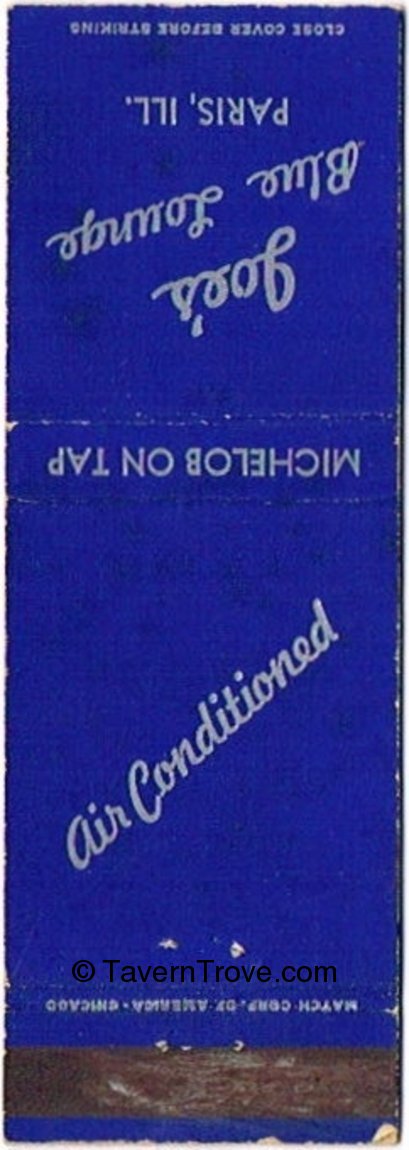 CLOSE COVER BEFORE STRIKING
PARIS, ILL.
Joe's
Blue Lounge
MICHELOB ON TAP
Air Conditioned
© TavernTrove.com
MATCH CORP. OF AMERICA - CHICAGO